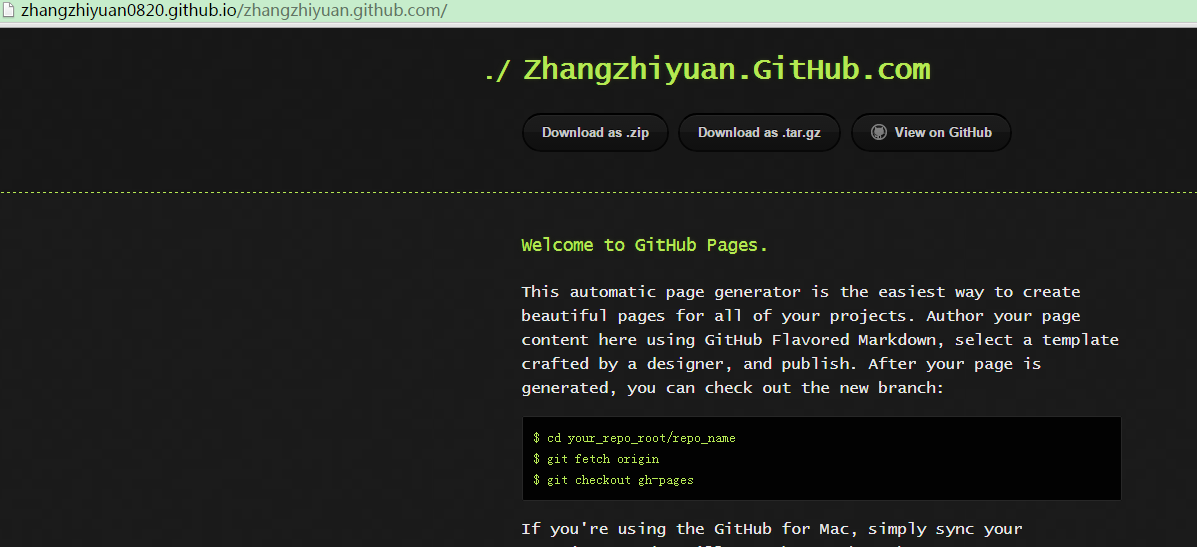 zhangzhiyuan0820.github.io/zhangzhiyuan.github.com/
./ Zhangzhiyuan.GitHub.com
Download as .zip
Download as .tar.gz
View on GitHub
Welcome to GitHub Pages.
This automatic page generator is the easiest way to create
beautiful pages for all of your projects. Author your page
content here using GitHub Flavored Markdown, select a template
crafted by a designer, and publish. After your page is
generated, you can check out the new branch:
$ cd your_repo_root/repo_name
$ git fetch origin
$ git checkout gh-pages
If you're using the GitHub for Mac, simply sync your